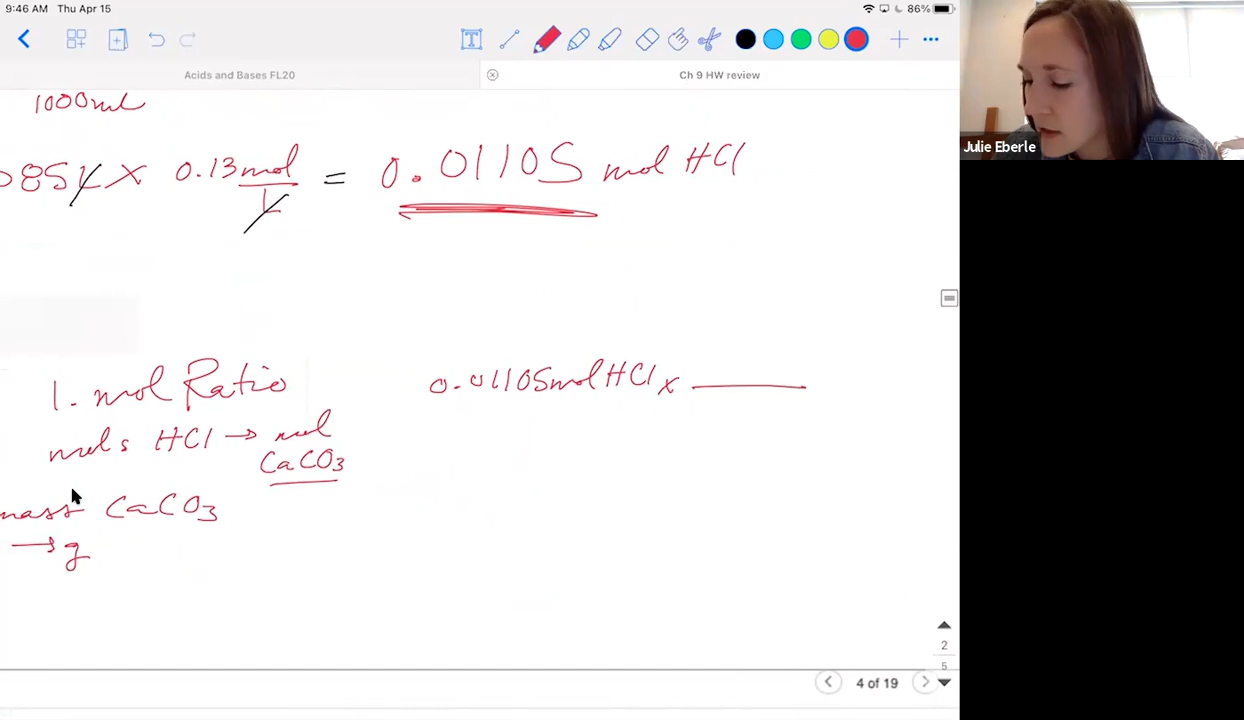 9:46 AM Thu Apr 15
86%
Acids and Bases FL20
Ch 9 HW review
Julie Eberle
1000ml
085L x 0.13mol/L = 0.01105 mol HCl
1. mol Ratio
mols HCl → mol
CaCO3
0.01105mol HCl x
mass CaCO3
→ g
2
5
4 of 19